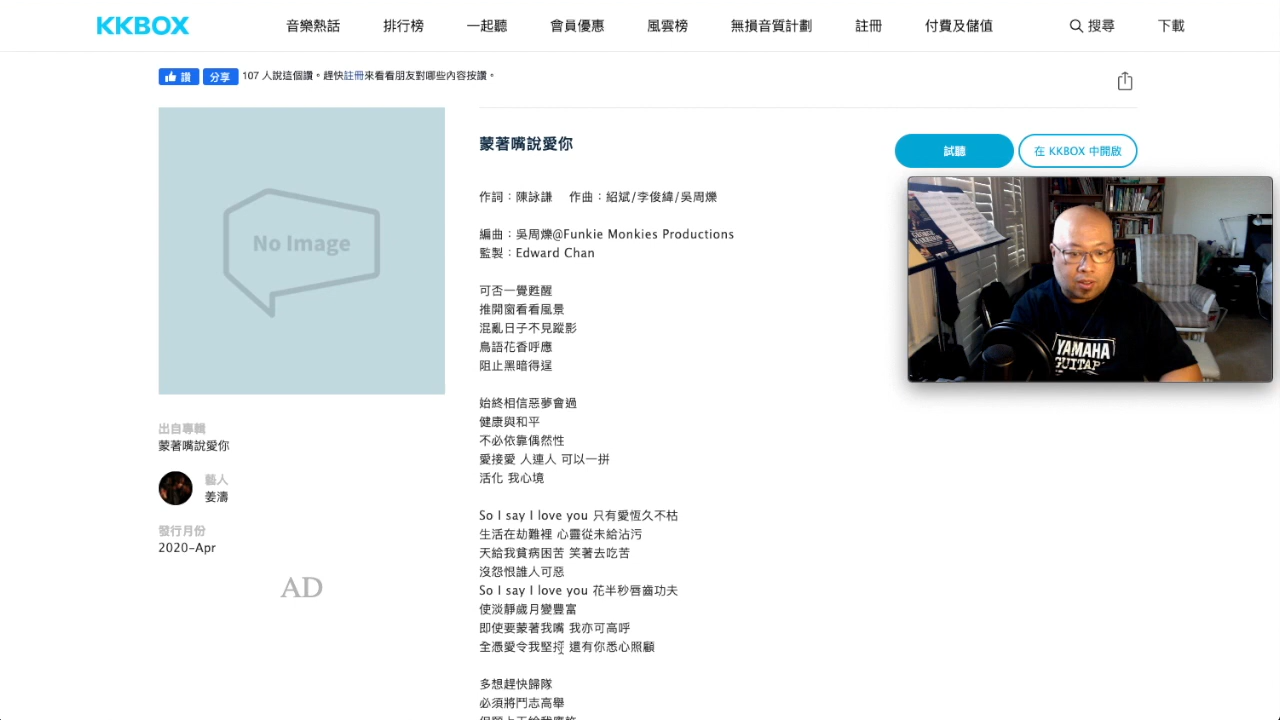 KKBOX
音樂熱話
排行榜
一起聽
會員優惠
風雲榜
無損音質計劃
註冊
付費及儲值
搜尋
下載
讚
分享
107 人說這個讚。趕快註冊來看看朋友對哪些內容按讚。
No Image
出自專輯
蒙著嘴說愛你
藝人
姜濤
發行月份
2020-Apr
AD
蒙著嘴說愛你
試聽
在 KKBOX 中開啟
作詞：陳詠謙 作曲：紹斌/李俊緯/吳周爍
編曲：吳周爍@Funkie Monkies Productions
監製：Edward Chan
可否一覺甦醒
推開窗看看風景
混亂日子不見蹤影
鳥語花香呼應
阻止黑暗得逞
始終相信惡夢會過
健康與和平
不必依靠偶然性
愛接愛 人連人 可以一拼
活化 我心境
So I say I love you 只有愛恆久不枯
生活在劫難裡 心靈從未給沾污
天給我貧病困苦 笑著去吃苦
沒怨恨誰人可惡
So I say I love you 花半秒唇齒功夫
使淡靜歲月變豐富
即使要蒙著我嘴 我亦可高呼
全憑愛令我堅持 還有你悉心照顧
多想趕快歸隊
必須將鬥志高舉
YAMAHA
GUITARS